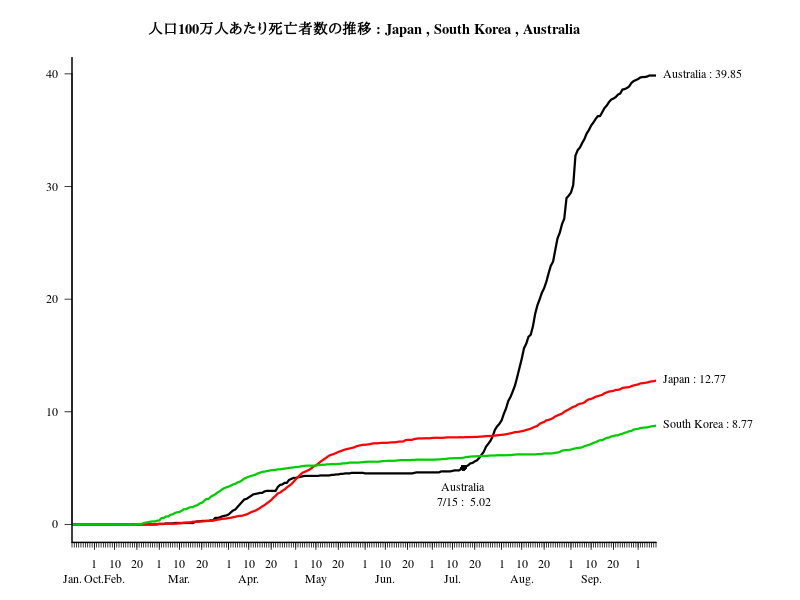 人口100万人あたり死亡者数の推移 : Japan , South Korea , Australia
40
Australia : 39.85
30
20
Japan : 12.77
10
South Korea : 8.77
Australia
7/15 : 5.02
0
1 10 20 1 10 20 1 10 20 1 10 20 1 10 20 1 10 20 1 10 20 1 10 20 1
Jan. Oct.Feb. Mar. Apr. May Jun. Jul. Aug. Sep.